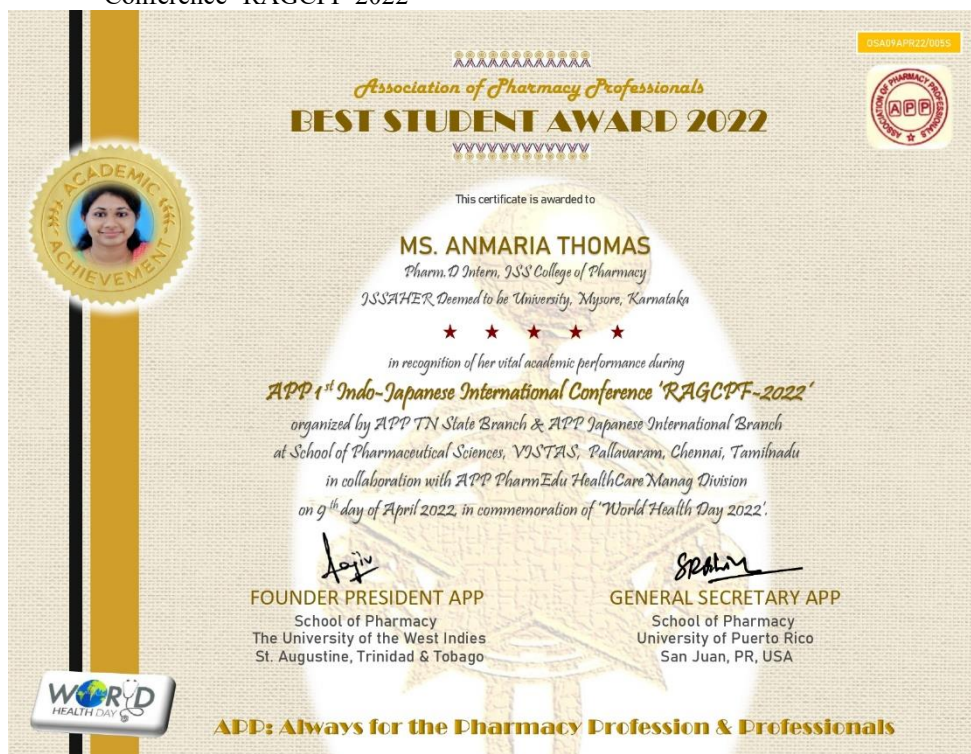 Conference 'RAGCPF-2022'
OSA09APR22/005S
Association of Pharmacy Professionals
BEST STUDENT AWARD 2022
ASSOCIATION OF PHARMACY PROFESSIONALS
APP
ACADEMIC
ACHIEVEMENT
This certificate is awarded to
MS. ANMARIA THOMAS
Pharm.D Intern, JSS College of Pharmacy
JSSAHER Deemed to be University, Mysore, Karnataka
in recognition of her vital academic performance during
APP 1st Indo-Japanese International Conference 'RAGCPF-2022'
organized by APP TN State Branch & APP Japanese International Branch
at School of Pharmaceutical Sciences, VISTAS, Pallavaram, Chennai, Tamilnadu
in collaboration with APP PharmEdu HealthCare Manag Division
on 9th day of April 2022 in commemoration of 'World Health Day 2022'.
FOUNDER PRESIDENT APP
School of Pharmacy
The University of the West Indies
St. Augustine, Trinidad & Tobago
GENERAL SECRETARY APP
School of Pharmacy
University of Puerto Rico
San Juan, PR, USA
WORLD
HEALTH DAY
APP: Always for the Pharmacy Profession & Professionals